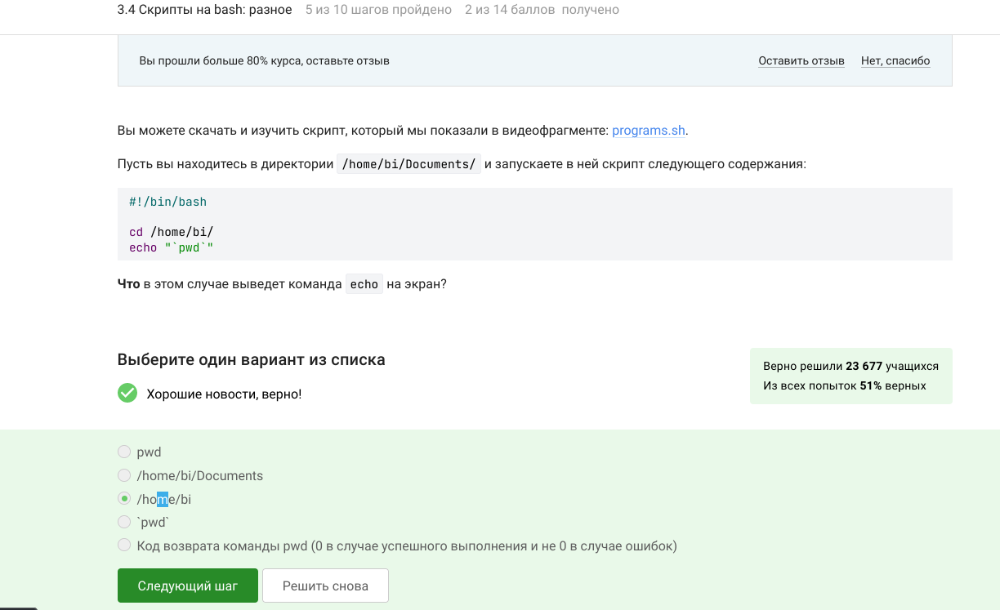 3.4 Скрипты на bash: разное 5 из 10 шагов пройдено 2 из 14 баллов получено
Вы прошли больше 80% курса, оставьте отзыв Оставить отзыв Нет, спасибо
Вы можете скачать и изучить скрипт, который мы показали в видеофрагменте: programs.sh.
Пусть вы находитесь в директории /home/bi/Documents/ и запускаете в ней скрипт следующего содержания:
#!/bin/bash
cd /home/bi/
echo "`pwd`"
Что в этом случае выведет команда echo на экран?
Выберите один вариант из списка
Хорошие новости, верно!
Верно решили 23 677 учащихся
Из всех попыток 51% верных
pwd
/home/bi/Documents
/home/bi
`pwd`
Код возврата команды pwd (0 в случае успешного выполнения и не 0 в случае ошибок)
Следующий шаг Решить снова